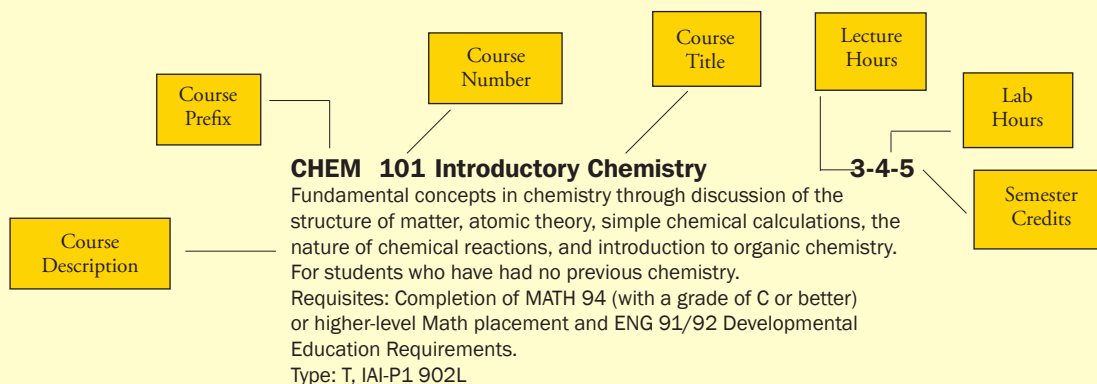 Course
Prefix
Course
Number
Course
Title
Lecture
Hours
Lab
Hours
CHEM 101 Introductory Chemistry 3-4-5
Semester
Credits
Course
Description
Fundamental concepts in chemistry through discussion of the
structure of matter, atomic theory, simple chemical calculations, the
nature of chemical reactions, and introduction to organic chemistry.
For students who have had no previous chemistry.
Requisites: Completion of MATH 94 (with a grade of C or better)
or higher-level Math placement and ENG 91/92 Developmental
Education Requirements.
Type: T, IAI-P1 902L